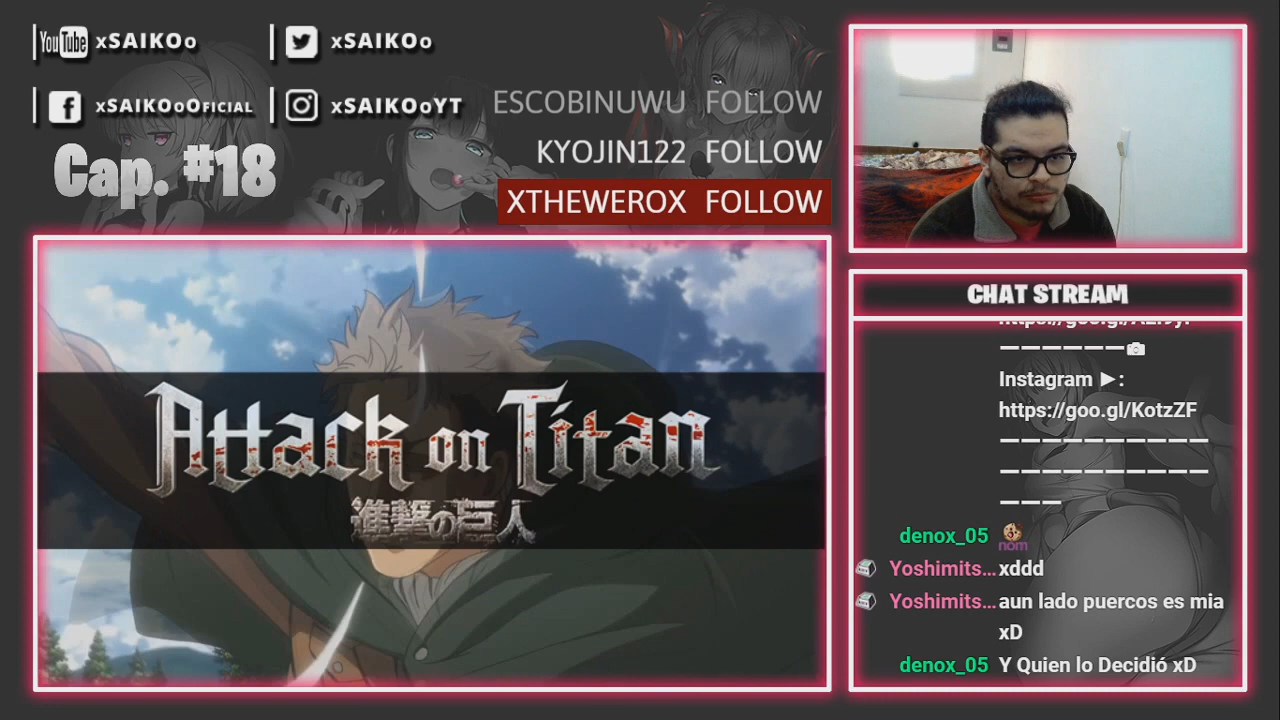 YouTube xSAIKOo
xSAIKOo
xSAIKOoOficial
xSAIKOoYT
ESCOBINUWU FOLLOW
KYOJIN122 FOLLOW
XTHEWEROX FOLLOW
Cap. #18
Attack on Titan
進撃の巨人
CHAT STREAM
——————📷
Instagram ►:
https://goo.gl/KotzZF
——————————
——————————
———
denox_05 nom
Yoshimits... xddd
Yoshimits... aun lado puercos es mia
xD
denox_05 Y Quien lo Decidió xD